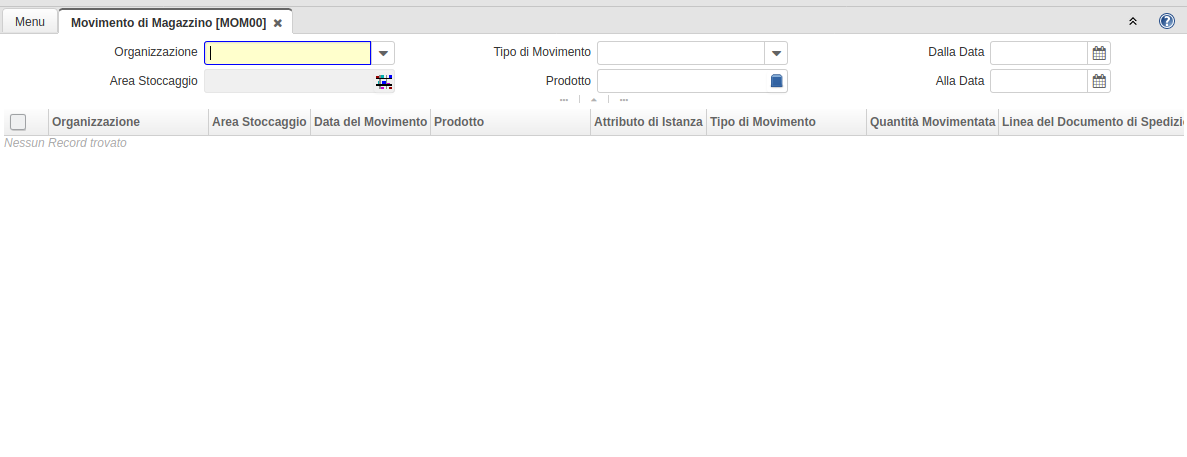 Menu Movimento di Magazzino [MOM00]
Organizzazione Tipo di Movimento Dalla Data
Area Stoccaggio Prodotto Alla Data
Organizzazione Area Stoccaggio Data del Movimento Prodotto Attributo di Istanza Tipo di Movimento Quantità Movimentata Linea del Documento di Spedizi
Nessun Record trovato